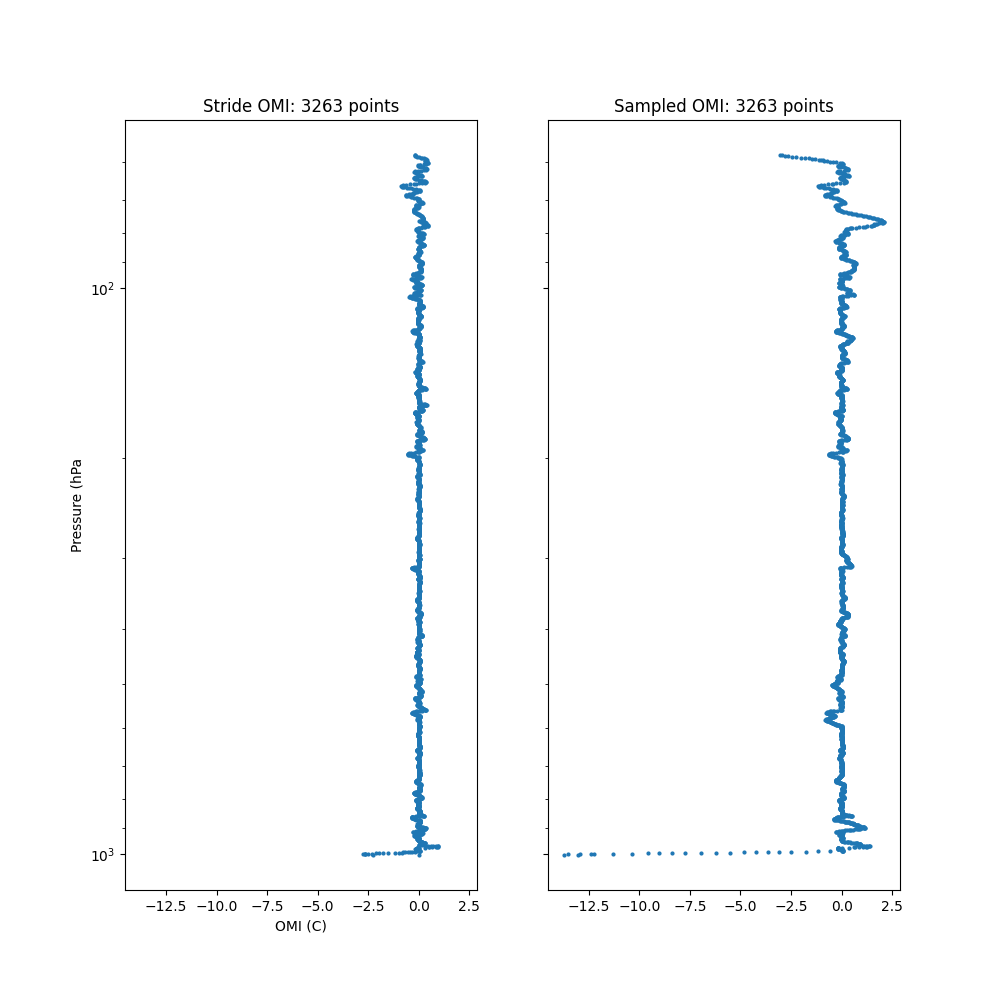 Stride OMI: 3263 points
Sampled OMI: 3263 points
Pressure (hPa
10²
10³
−12.5 −10.0 −7.5 −5.0 −2.5 0.0 2.5
−12.5 −10.0 −7.5 −5.0 −2.5 0.0 2.5
OMI (C)